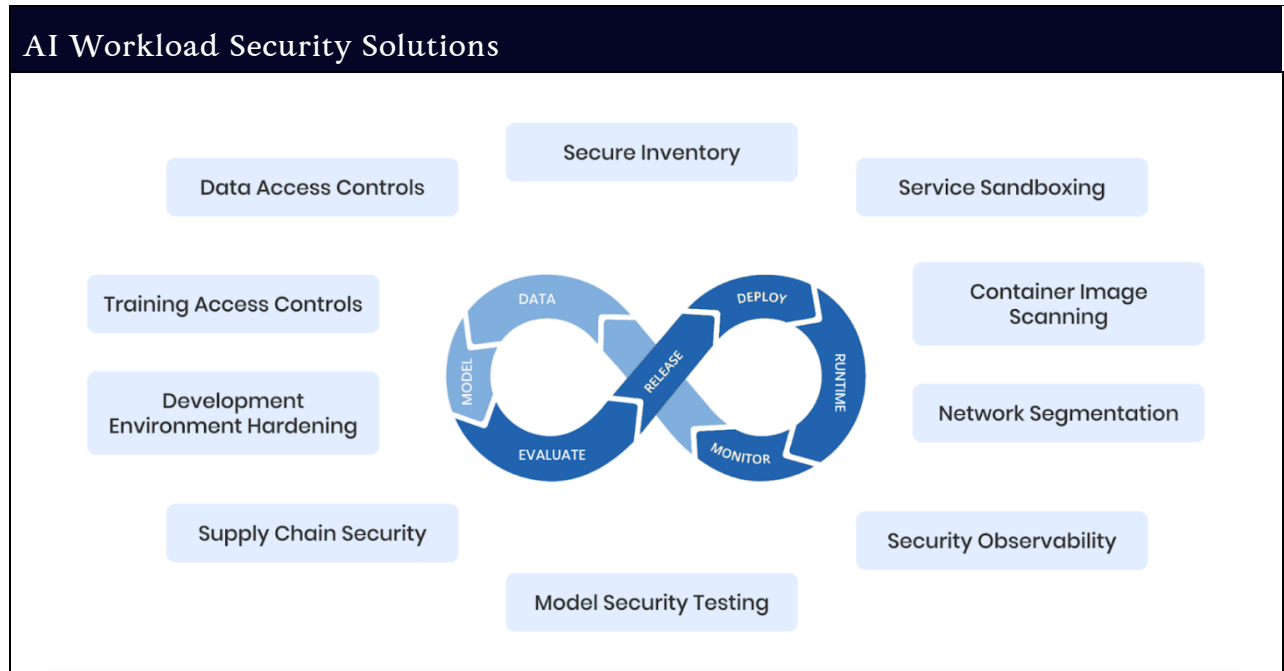 AI Workload Security Solutions
Secure Inventory
Data Access Controls
Service Sandboxing
Training Access Controls
Container Image
Scanning
Development
Environment Hardening
Network Segmentation
Supply Chain Security
Security Observability
Model Security Testing
DATA
MODEL
EVALUATE
RELEASE
DEPLOY
RUNTIME
MONITOR